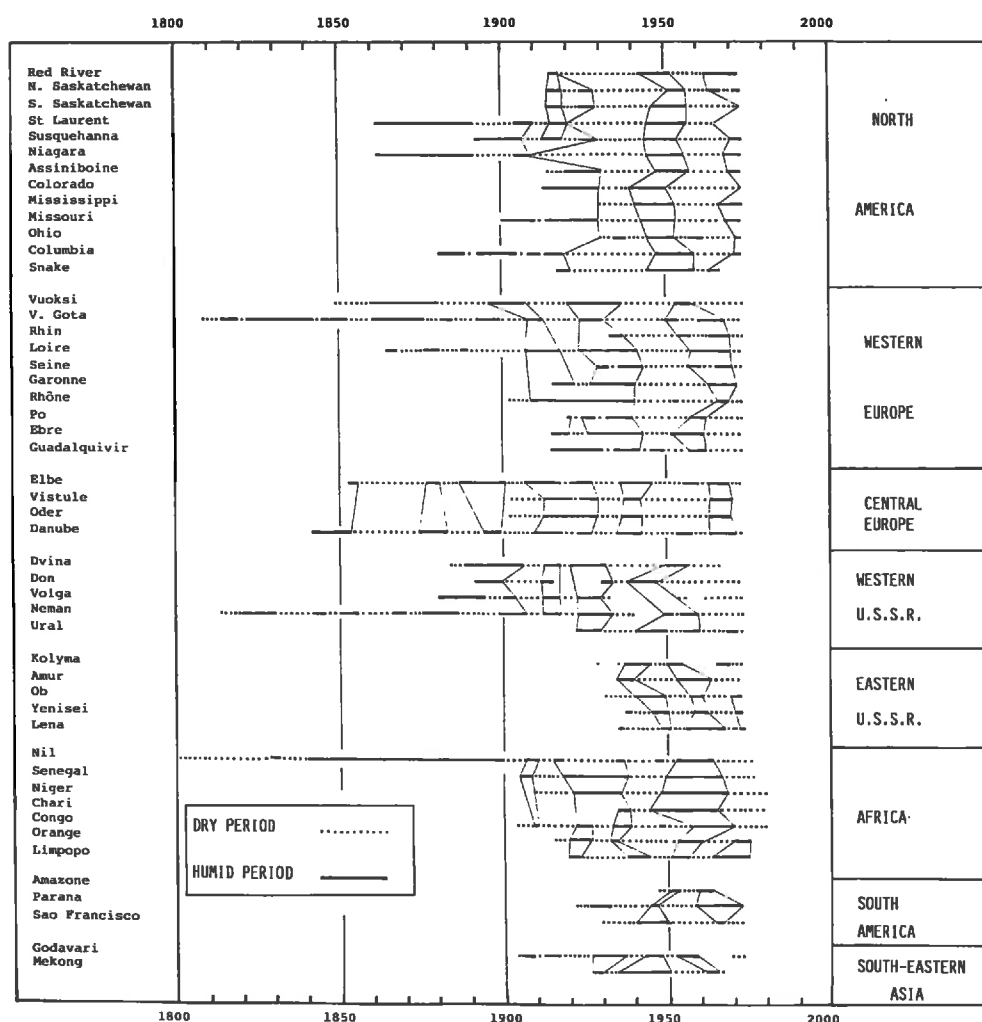 1800 1850 1900 1950 2000
Red River
N. Saskatchewan
S. Saskatchewan
St Laurent
Susquehanna
Niagara
Assiniboine
Colorado
Mississippi
Missouri
Ohio
Columbia
Snake
NORTH
AMERICA
Vuoksi
V. Gota
Rhin
Loire
Seine
Garonne
Rhône
Po
Ebre
Guadalquivir
WESTERN
EUROPE
Elbe
Vistule
Oder
Danube
CENTRAL
EUROPE
Dvina
Don
Volga
Neman
Ural
WESTERN
U.S.S.R.
Kolyma
Amur
Ob
Yenisei
Lena
EASTERN
U.S.S.R.
Nil
Senegal
Niger
Chari
Congo
Orange
Limpopo
AFRICA
DRY PERIOD
HUMID PERIOD
Amazone
Parana
Sao Francisco
SOUTH
AMERICA
Godavari
Mekong
SOUTH-EASTERN
ASIA
1800 1850 1900 1950 2000